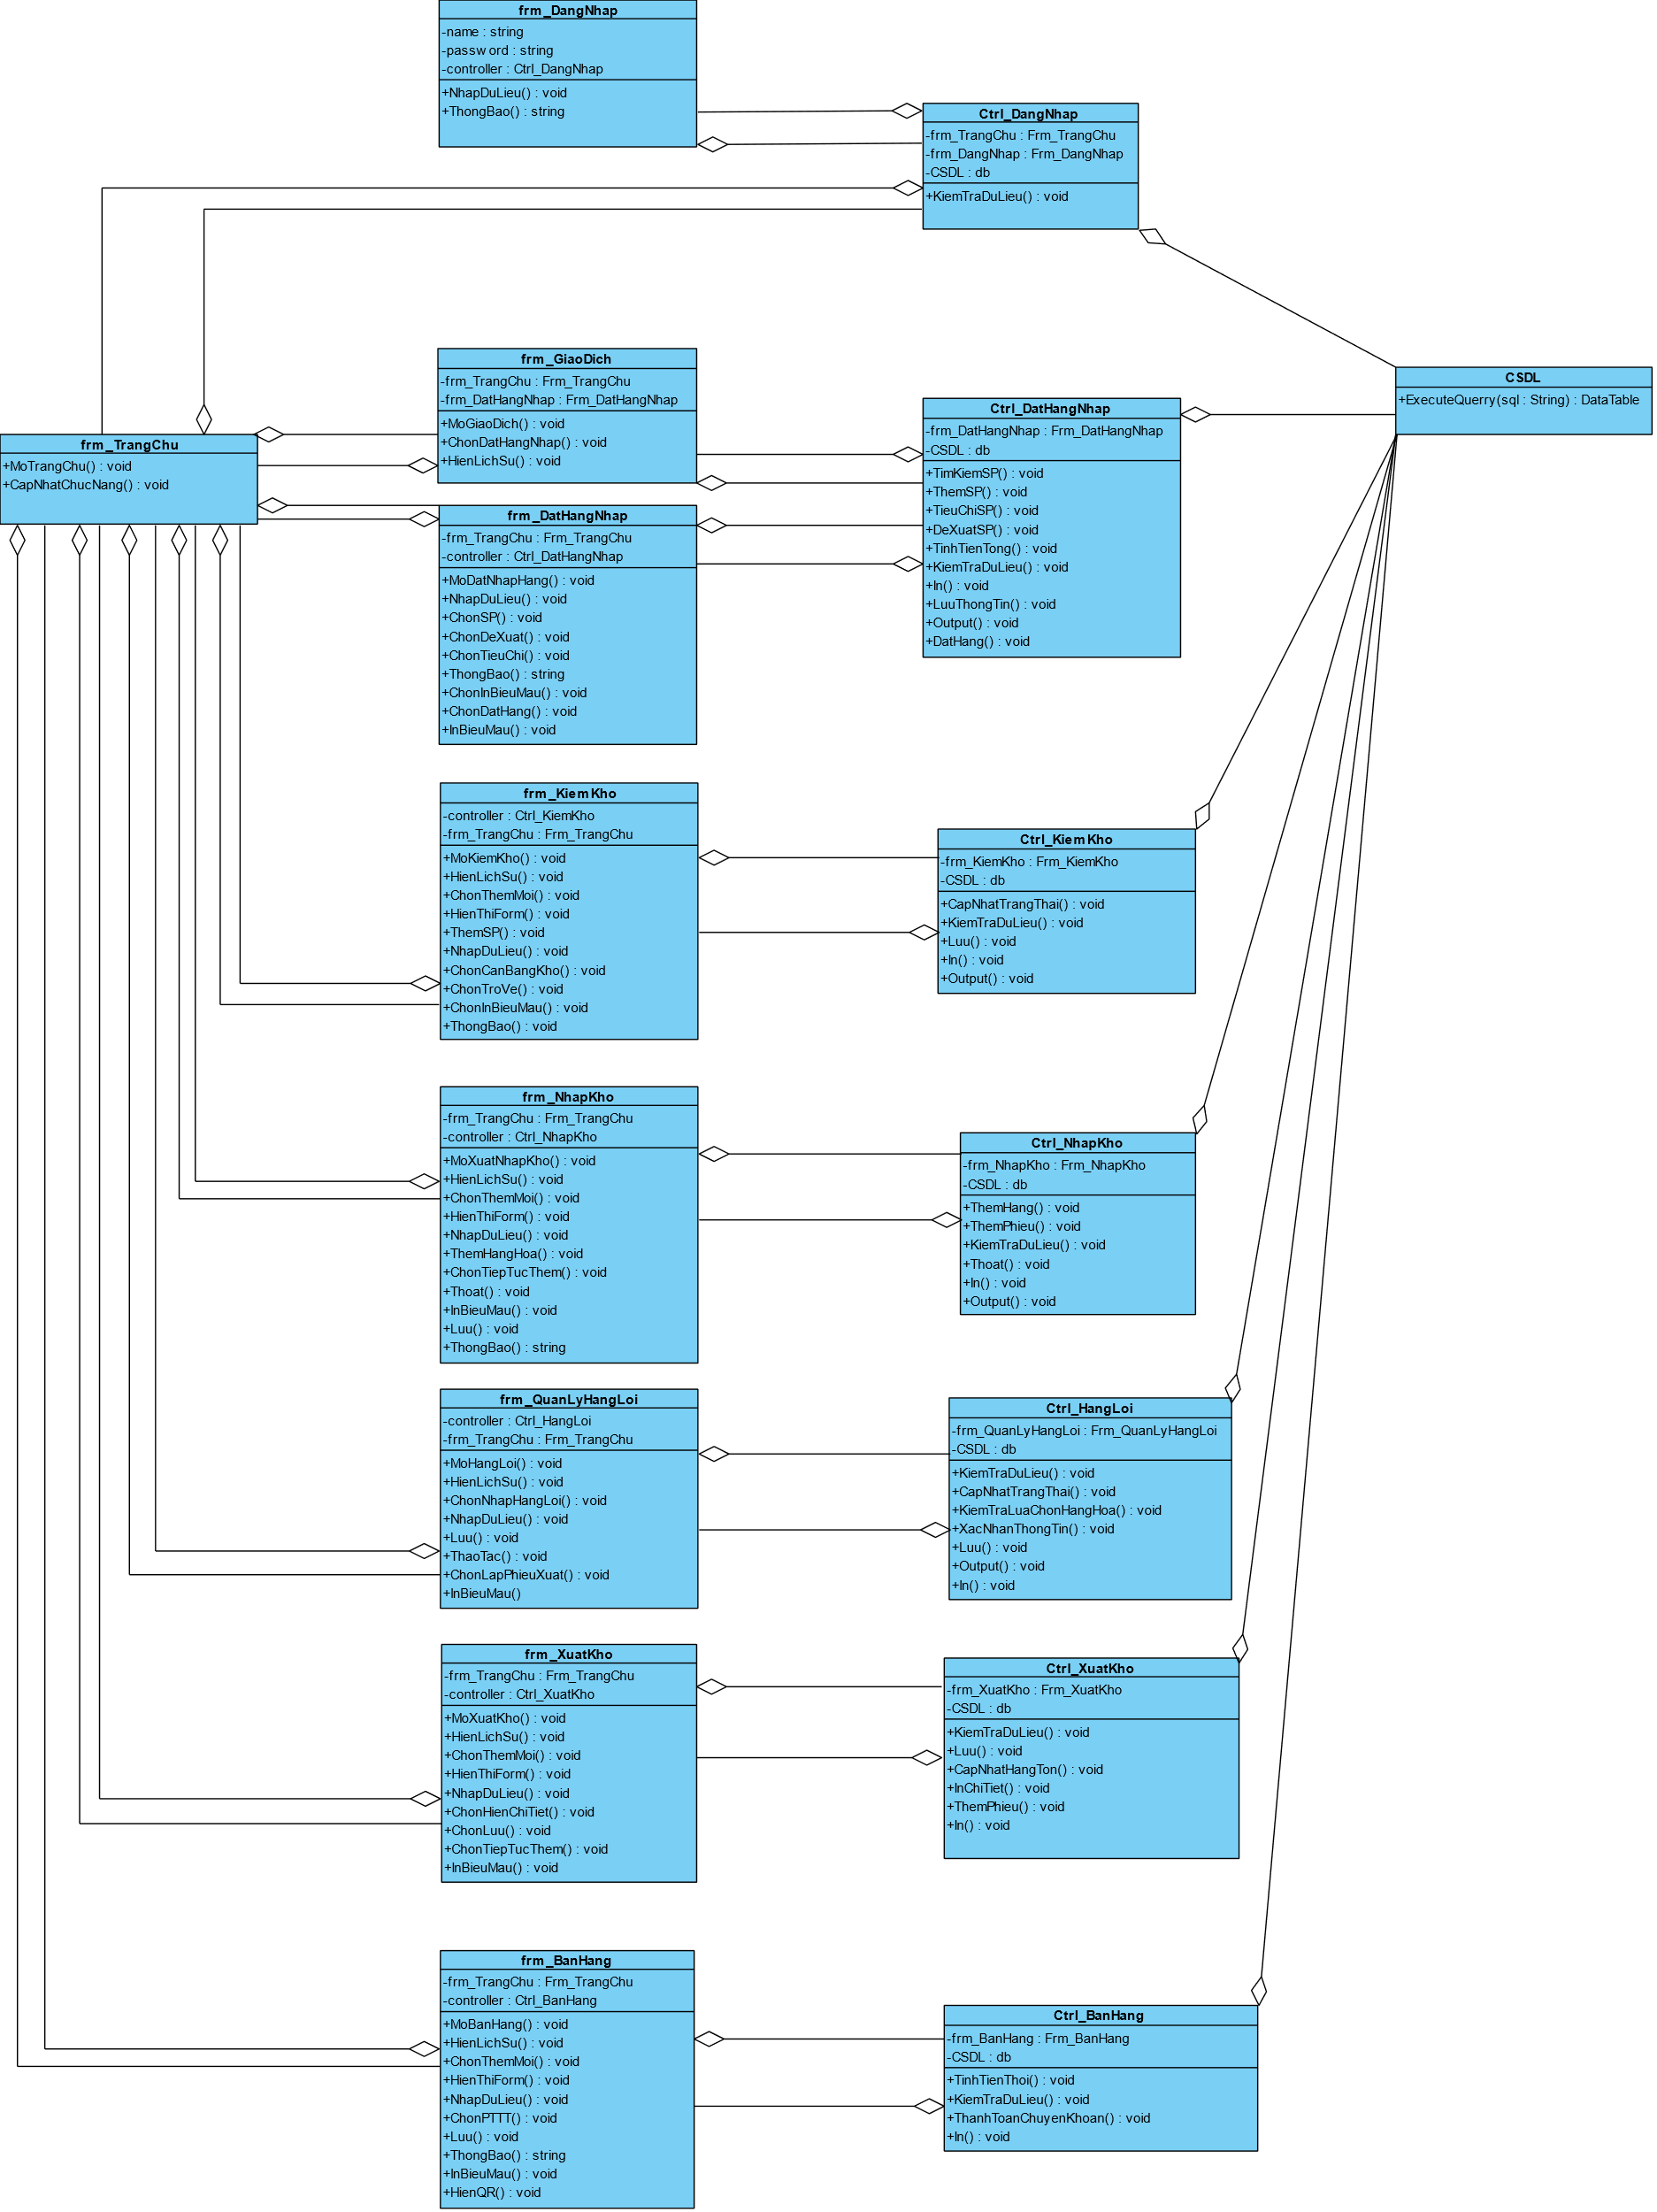 frm_DangNhap
-name : string
-password : string
-controller : Ctrl_DangNhap
+NhapDuLieu() : void
+ThongBao() : string
Ctrl_DangNhap
-frm_TrangChu : Frm_TrangChu
-frm_DangNhap : Frm_DangNhap
-CSDL : db
+KiemTraDuLieu() : void
CSDL
+ExecuteQuerry(sql : String) : DataTable
frm_TrangChu
+MoTrangChu() : void
+CapNhatChucNang() : void
frm_GiaoDich
-frm_TrangChu : Frm_TrangChu
-frm_DatHangNhap : Frm_DatHangNhap
+MoGiaoDich() : void
+ChonDatHangNhap() : void
+HienLichSu() : void
Ctrl_DatHangNhap
-frm_DatHangNhap : Frm_DatHangNhap
-CSDL : db
+TimKiemSP() : void
+ThemSP() : void
+TieuChiSP() : void
+DeXuatSP() : void
+TinhTienTong() : void
+KiemTraDuLieu() : void
+In() : void
+LuuThongTin() : void
+Output() : void
+DatHang() : void
frm_DatHangNhap
-frm_TrangChu : Frm_TrangChu
-controller : Ctrl_DatHangNhap
+MoDatNhapHang() : void
+NhapDuLieu() : void
+ChonSP() : void
+ChonDeXuat() : void
+ChonTieuChi() : void
+ThongBao() : string
+ChonInBieuMau() : void
+ChonDatHang() : void
+InBieuMau() : void
frm_KiemKho
-controller : Ctrl_KiemKho
-frm_TrangChu : Frm_TrangChu
+MoKiemKho() : void
+HienLichSu() : void
+ChonThemMoi() : void
+HienThiForm() : void
+ThemSP() : void
+NhapDuLieu() : void
+ChonCanBangKho() : void
+ChonTroVe() : void
+ChonInBieuMau() : void
+ThongBao() : void
Ctrl_KiemKho
-frm_KiemKho : Frm_KiemKho
-CSDL : db
+CapNhatTrangThai() : void
+KiemTraDuLieu() : void
+Luu() : void
+In() : void
+Output() : void
frm_NhapKho
-frm_TrangChu : Frm_TrangChu
-controller : Ctrl_NhapKho
+MoXuatNhapKho() : void
+HienLichSu() : void
+ChonThemMoi() : void
+HienThiForm() : void
+NhapDuLieu() : void
+ThemHangHoa() : void
+ChonTiepTucThem() : void
+Thoat() : void
+InBieuMau() : void
+Luu() : void
+ThongBao() : string
Ctrl_NhapKho
-frm_NhapKho : Frm_NhapKho
-CSDL : db
+ThemHang() : void
+ThemPhieu() : void
+KiemTraDuLieu() : void
+Thoat() : void
+In() : void
+Output() : void
frm_QuanLyHangLoi
-controller : Ctrl_HangLoi
-frm_TrangChu : Frm_TrangChu
+MoHangLoi() : void
+HienLichSu() : void
+ChonNhapHangLoi() : void
+NhapDuLieu() : void
+Luu() : void
+ThaoTac() : void
+ChonLapPhieuXuat() : void
+InBieuMau()
Ctrl_HangLoi
-frm_QuanLyHangLoi : Frm_QuanLyHangLoi
-CSDL : db
+KiemTraDuLieu() : void
+CapNhatTrangThai() : void
+KiemTraLuaChonHangHoa() : void
+XacNhanThongTin() : void
+Luu() : void
+Output() : void
+In() : void
frm_XuatKho
-frm_TrangChu : Frm_TrangChu
-controller : Ctrl_XuatKho
+MoXuatKho() : void
+HienLichSu() : void
+ChonThemMoi() : void
+HienThiForm() : void
+NhapDuLieu() : void
+ChonHienChiTiet() : void
+ChonLuu() : void
+ChonTiepTucThem() : void
+InBieuMau() : void
Ctrl_XuatKho
-frm_XuatKho : Frm_XuatKho
-CSDL : db
+KiemTraDuLieu() : void
+Luu() : void
+CapNhatHangTon() : void
+InChiTiet() : void
+ThemPhieu() : void
+In() : void
frm_BanHang
-frm_TrangChu : Frm_TrangChu
-controller : Ctrl_BanHang
+MoBanHang() : void
+HienLichSu() : void
+ChonThemMoi() : void
+HienThiForm() : void
+NhapDuLieu() : void
+ChonPTTT() : void
+Luu() : void
+ThongBao() : string
+InBieuMau() : void
+HienQR() : void
Ctrl_BanHang
-frm_BanHang : Frm_BanHang
-CSDL : db
+TinhTienThoi() : void
+KiemTraDuLieu() : void
+ThanhToanChuyenKhoan() : void
+In() : void